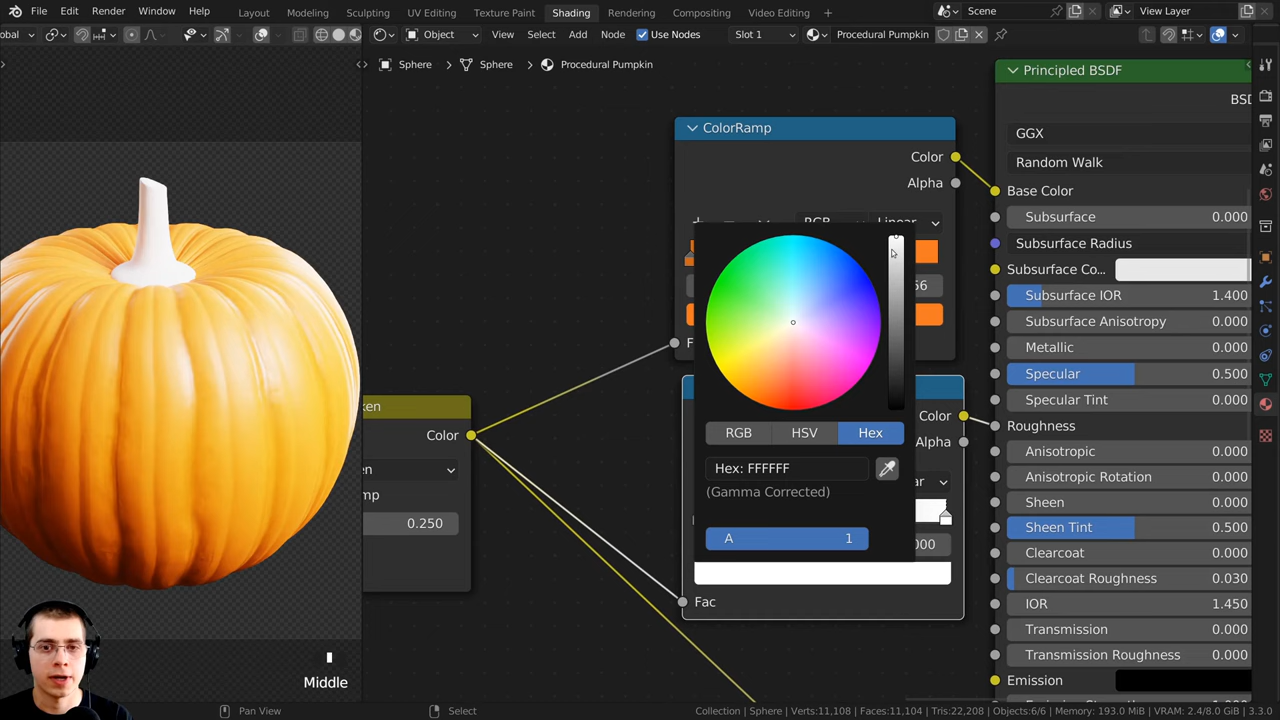 File Edit Render Window Help Layout Modeling Sculpting UV Editing Texture Paint Shading Rendering Compositing Video Editing + Scene View Layer
Global Object View Select Add Node Use Nodes Slot 1 Procedural Pumpkin
Sphere > Sphere > Procedural Pumpkin
Principled BSDF
ColorRamp
Color
Alpha
RGB Linear
56
Color
0.250
RGB HSV Hex
Hex: FFFFFF
(Gamma Corrected)
A 1
Color
Alpha
000
Fac
GGX
Random Walk
Base Color
Subsurface 0.000
Subsurface Radius
Subsurface Co...
Subsurface IOR 1.400
Subsurface Anisotropy 0.000
Metallic 0.000
Specular 0.500
Specular Tint 0.000
Roughness
Anisotropic 0.000
Anisotropic Rotation 0.000
Sheen 0.000
Sheen Tint 0.500
Clearcoat 0.000
Clearcoat Roughness 0.030
IOR 1.450
Transmission 0.000
Transmission Roughness 0.000
Emission
Middle
Pan View Select Collection | Sphere | Verts:11,108 | Faces:11,104 | Tris:22,208 | Objects:6/6 | Memory: 193.0 MiB | VRAM: 2.4/8.0 GiB | 3.3.0